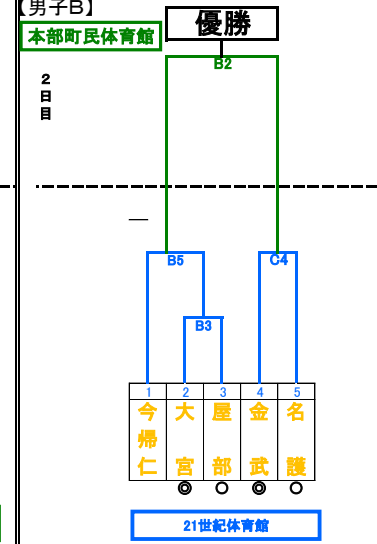 【男子B】
優勝
本部町民体育館
B2
2日目
B5
C4
B3
1 2 3 4 5
今帰仁
大宮
屋部
金武
名護
◎ ○ ◎ ○
21世紀体育館